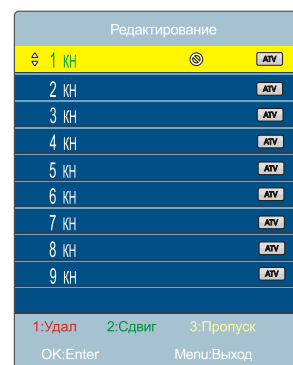 Редактирование
1 кн ATV
2 кн ATV
3 кн ATV
4 кн ATV
5 кн ATV
6 кн ATV
7 кн ATV
8 кн ATV
9 кн ATV
1:Удал 2:Сдвиг 3:Пропуск
OK:Enter Menu:Выход